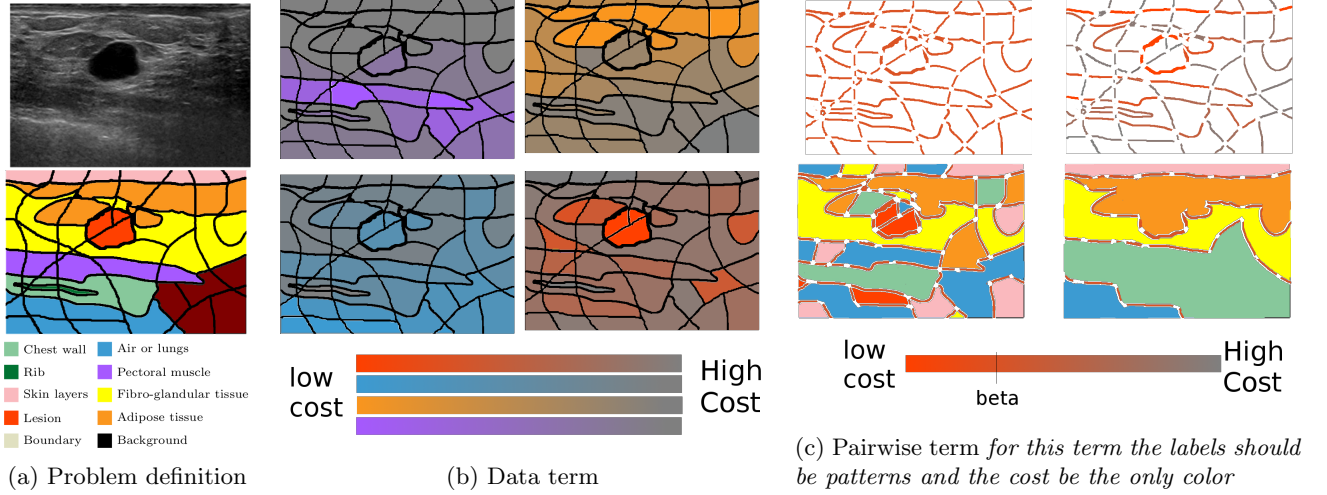 Chest wall
Air or lungs
Rib
Pectoral muscle
Skin layers
Fibro-glandular tissue
Lesion
Adipose tissue
Boundary
Background
(a) Problem definition
low
cost
High
Cost
(b) Data term
low
cost
High
Cost
beta
(c) Pairwise term for this term the labels should
be patterns and the cost be the only color